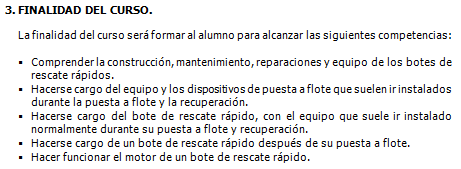 3. FINALIDAD DEL CURSO.
La finalidad del curso será formar al alumno para alcanzar las siguientes competencias:
▪ Comprender la construcción, mantenimiento, reparaciones y equipo de los botes de
rescate rápidos.
▪ Hacerse cargo del equipo y los dispositivos de puesta a flote que suelen ir instalados
durante la puesta a flote y la recuperación.
▪ Hacerse cargo del bote de rescate rápido, con el equipo que suele ir instalado
normalmente durante su puesta a flote y recuperación.
▪ Hacerse cargo de un bote de rescate rápido después de su puesta a flote.
▪ Hacer funcionar el motor de un bote de rescate rápido.